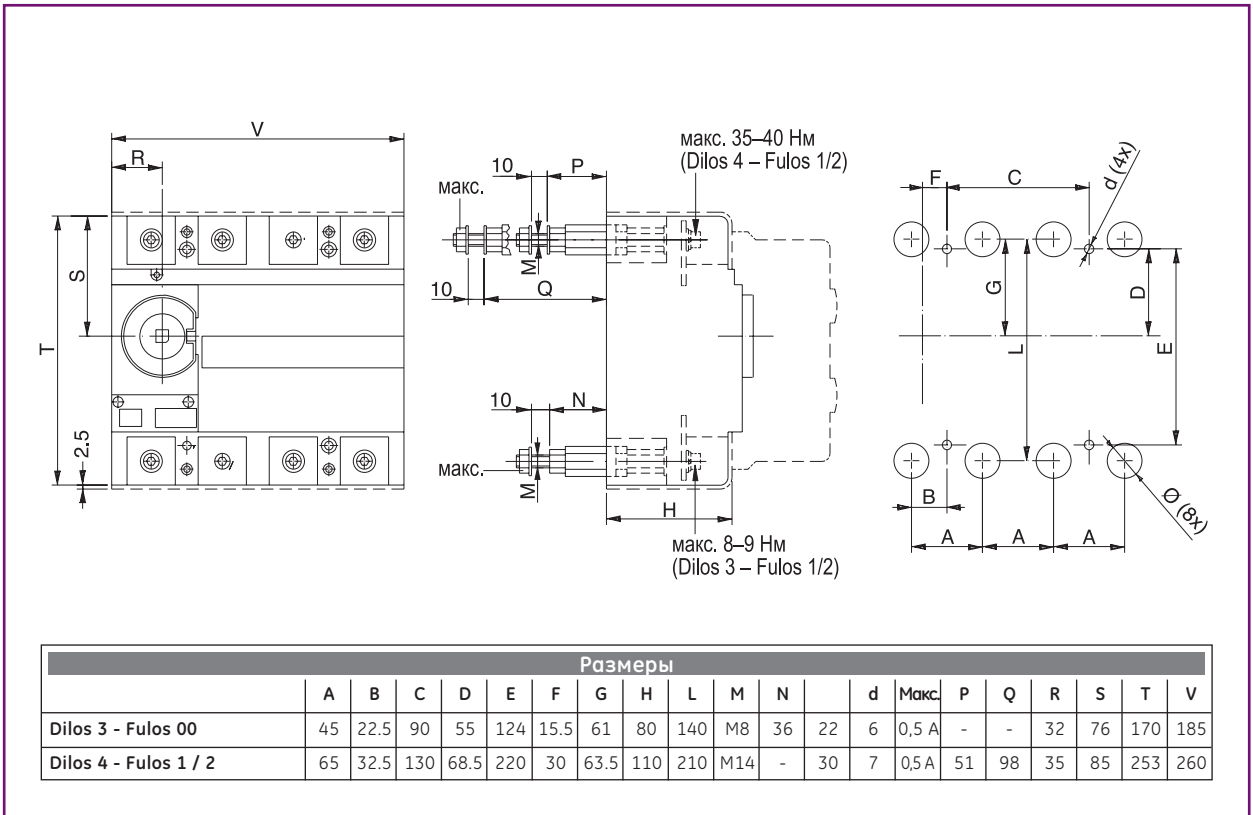 V
R
S
T
2.5
макс. 35–40 Нм
(Dilos 4 – Fulos 1/2)
10
P
макс.
M
10
Q
10
N
макс.
M
H
макс. 8–9 Нм
(Dilos 3 – Fulos 1/2)
F
C
d (4x)
G
D
L
E
B
A
A
A
Ø (8x)
Размеры
A B C D E F G H L M N d Макс. P Q R S T V
Dilos 3 - Fulos 00 45 22.5 90 55 124 15.5 61 80 140 M8 36 22 6 0,5 A - - 32 76 170 185
Dilos 4 - Fulos 1 / 2 65 32.5 130 68.5 220 30 63.5 110 210 M14 - 30 7 0,5 A 51 98 35 85 253 260